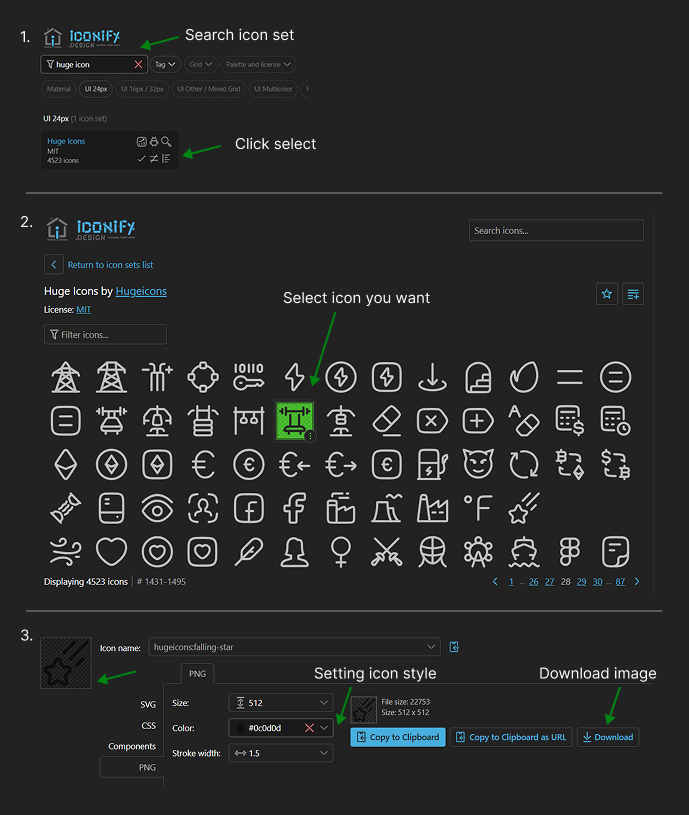 1.
iCONiFY
.DESIGN
Search icon set
huge icon
Tag
Grid
Palette and license
Material
UI 24px
UI 16px / 32px
UI Other / Mixed Grid
UI Multicolor
UI 24px (1 icon set)
Huge Icons
MIT
4523 icons
Click select
2.
iCONiFY
.DESIGN
Search icons...
Return to icon sets list
Huge Icons by Hugeicons
License: MIT
Select icon you want
Filter icons...
Displaying 4523 icons | # 1431-1495
1 ... 26 27 28 29 30 ... 87
3.
Icon name:
hugeicons:falling-star
PNG
Setting icon style
Download image
SVG
CSS
Components
PNG
Size:
512
Color:
#0c0d0d
Stroke width:
1.5
File size: 22753
Size: 512 x 512
Copy to Clipboard
Copy to Clipboard as URL
Download